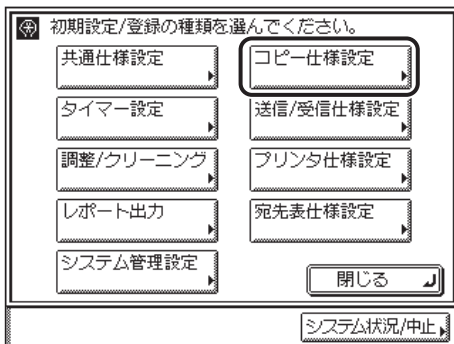 初期設定/登録の種類を選んでください。
共通仕様設定
コピー仕様設定
タイマー設定
送信/受信仕様設定
調整/クリーニング
プリンタ仕様設定
レポート出力
宛先表仕様設定
システム管理設定
閉じる
システム状況/中止